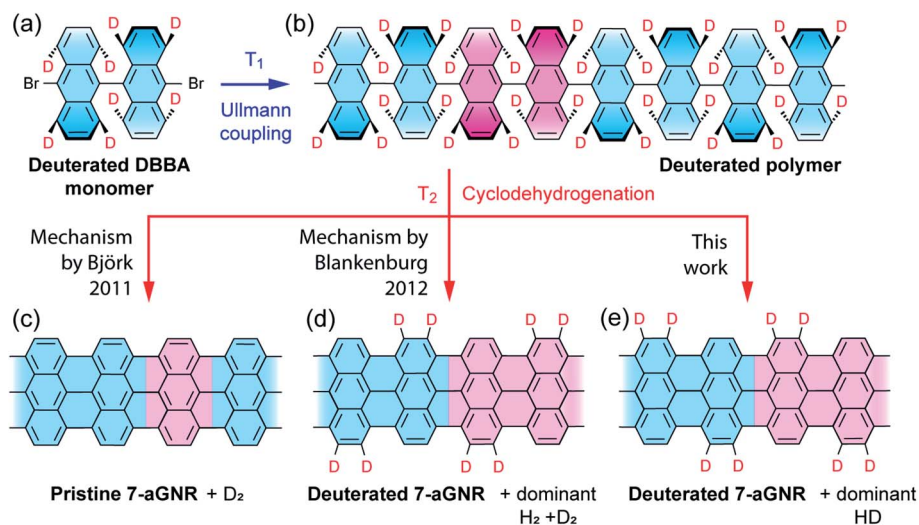 (a)
D D
D D
Br Br
D D
D D
Deuterated DBBA
monomer
T₁
Ullmann
coupling
(b)
D D D D D D D D
D D D D D D D D
D D D D D D D D
D D D D D D D D
Deuterated polymer
T₂ Cyclodehydrogenation
Mechanism
by Björk
2011
Mechanism by
Blankenburg
2012
This
work
(c)
Pristine 7-aGNR + D₂
(d)
D D D D
D D D D
Deuterated 7-aGNR + dominant
H₂ +D₂
(e)
D D D D
D D D D
Deuterated 7-aGNR + dominant
HD